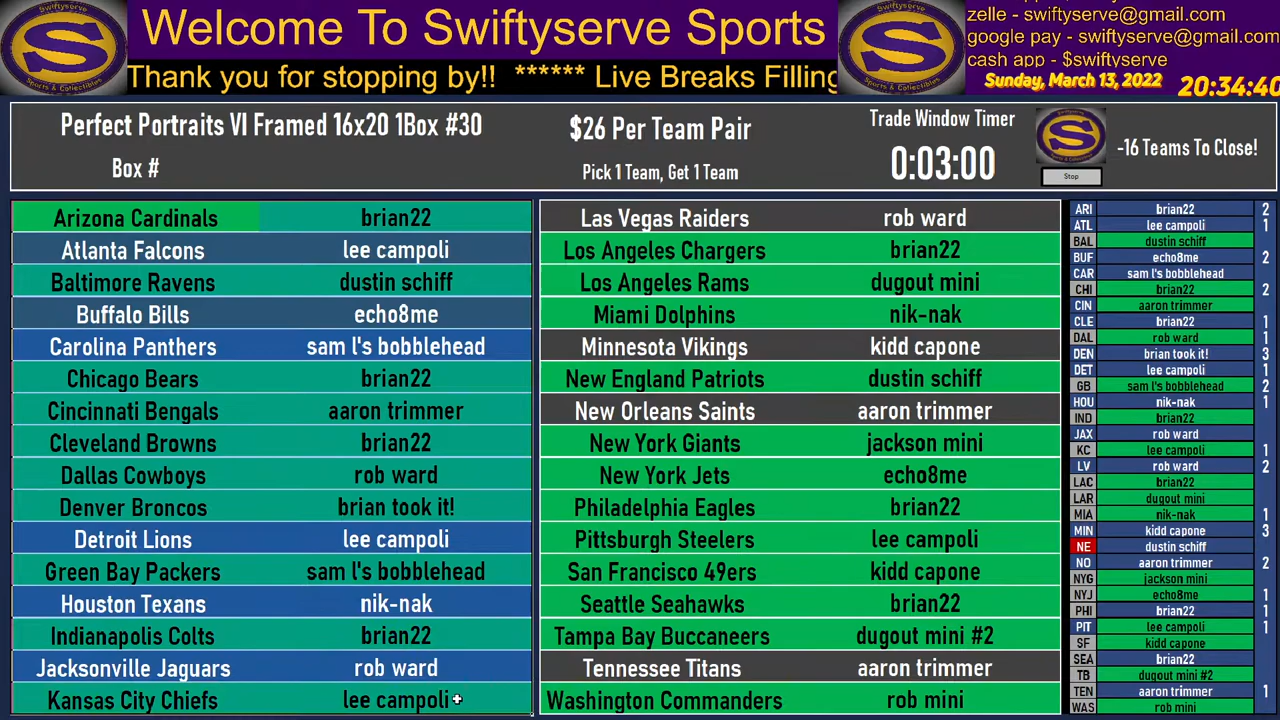 Welcome To Swiftyserve Sports
Thank you for stopping by!! ****** Live Breaks Filling
S
Sports & Collectibles
S
Sports & Collectibles
zelle - swiftyserve@gmail.com
google pay - swiftyserve@gmail.com
cash app - $swiftyserve
Sunday, March 13, 2022 20:34:40
Perfect Portraits VI Framed 16x20 1Box #30
Box #
$26 Per Team Pair
Pick 1 Team, Get 1 Team
Trade Window Timer
0:03:00
S
Stop
-16 Teams To Close!
Arizona Cardinals brian22
Atlanta Falcons lee campoli
Baltimore Ravens dustin schiff
Buffalo Bills echo8me
Carolina Panthers sam l's bobblehead
Chicago Bears brian22
Cincinnati Bengals aaron trimmer
Cleveland Browns brian22
Dallas Cowboys rob ward
Denver Broncos brian took it!
Detroit Lions lee campoli
Green Bay Packers sam l's bobblehead
Houston Texans nik-nak
Indianapolis Colts brian22
Jacksonville Jaguars rob ward
Kansas City Chiefs lee campoli
Las Vegas Raiders rob ward
Los Angeles Chargers brian22
Los Angeles Rams dugout mini
Miami Dolphins nik-nak
Minnesota Vikings kidd capone
New England Patriots dustin schiff
New Orleans Saints aaron trimmer
New York Giants jackson mini
New York Jets echo8me
Philadelphia Eagles brian22
Pittsburgh Steelers lee campoli
San Francisco 49ers kidd capone
Seattle Seahawks brian22
Tampa Bay Buccaneers dugout mini #2
Tennessee Titans aaron trimmer
Washington Commanders rob mini
ARI brian22 2
ATL lee campoli 1
BAL dustin schiff
BUF echo8me 2
CAR sam l's bobblehead
CHI brian22 2
CIN aaron trimmer
CLE brian22 1
DAL rob ward 1
DEN brian took it! 3
DET lee campoli 1
GB sam l's bobblehead 2
HOU nik-nak 1
IND brian22
JAX rob ward
KC lee campoli 1
LV rob ward 2
LAC brian22
LAR dugout mini
MIA nik-nak 1
MIN kidd capone 3
NE dustin schiff
NO aaron trimmer 2
NYG jackson mini
NYJ echo8me 1
PHI brian22 1
PIT lee campoli 1
SF kidd capone
SEA brian22
TB dugout mini #2
TEN aaron trimmer 1
WAS rob mini